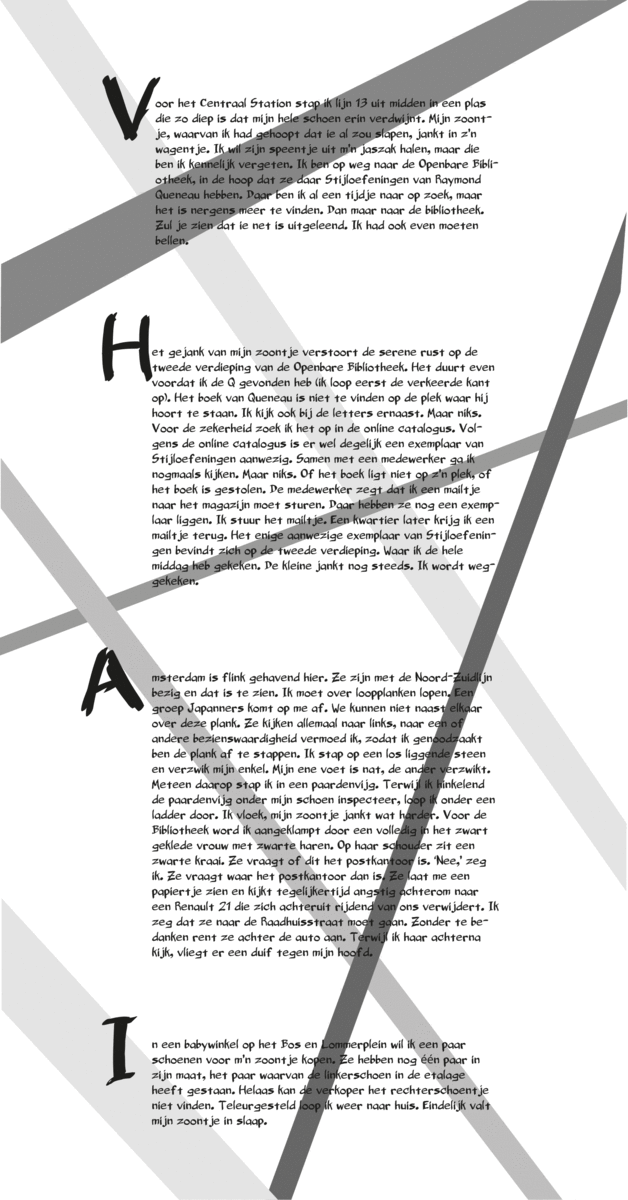 Voor het Centraal Station stap ik lijn 13 uit midden in een plas
die zo diep is dat mijn hele schoen erin verdwijnt. Mijn zoont-
je, waarvan ik had gehoopt dat ie al zou slapen, jankt in z'n
wagentje. Ik wil zijn speentje uit m'n jaszak halen, maar die
ben ik kennelijk vergeten. Ik ben op weg naar de Openbare Bibli-
otheek, in de hoop dat ze daar Stijloefeningen van Raymond
Queneau hebben. Daar ben ik al een tijdje naar op zoek, maar
het is nergens meer te vinden. Dan maar naar de bibliotheek.
Zul je zien dat ie net is uitgeleend. Ik had ook even moeten
bellen.
Het gejank van mijn zoontje verstoort de serene rust op de
tweede verdieping van de Openbare Bibliotheek. Het duurt even
voordat ik de Q gevonden heb (ik loop eerst de verkeerde kant
op). Het boek van Queneau is niet te vinden op de plek waar hij
hoort te staan. Ik kijk ook bij de letters ernaast. Maar niks.
Voor de zekerheid zoek ik het op in de online catalogus. Vol-
gens de online catalogus is er wel degelijk een exemplaar van
Stijloefeningen aanwezig. Samen met een medewerker ga ik
nogmaals kijken. Maar niks. Of het boek ligt niet op z'n plek, of
het boek is gestolen. De medewerker zegt dat ik een mailtje
naar het magazijn moet sturen. Daar hebben ze nog een exemp-
laar liggen. Ik stuur het mailtje. Een kwartier later krijg ik een
mailtje terug. Het enige aanwezige exemplaar van Stijloefenin-
gen bevindt zich op de tweede verdieping. Waar ik de hele
middag heb gekeken. De kleine jankt nog steeds. Ik wordt weg-
gekeken.
Amsterdam is flink gehavend hier. Ze zijn met de Noord-Zuidlijn
bezig en dat is te zien. Ik moet over loopplanken lopen. Een
groep Japanners komt op me af. We kunnen niet naast elkaar
over deze plank. Ze kijken allemaal naar links, naar een of
andere bezienswaardigheid vermoed ik, zodat ik genoodzaakt
ben de plank af te stappen. Ik stap op een los liggende steen
en verzwik mijn enkel. Mijn ene voet is nat, de ander verzwikt.
Meteen daarop stap ik in een paardenvijg. Terwijl ik hinkelend
de paardenvijg onder mijn schoen inspecteer, loop ik onder een
ladder door. Ik vloek, mijn zoontje jankt wat harder. Voor de
Bibliotheek word ik aangeklampt door een volledig in het zwart
geklede vrouw met zwarte haren. Op haar schouder zit een
zwarte kraai. Ze vraagt of dit het postkantoor is. 'Nee,' zeg
ik. Ze vraagt waar het postkantoor dan is. Ze laat me een
papiertje zien en kijkt tegelijkertijd angstig achterom naar
een Renault 21 die zich achteruit rijdend van ons verwijdert. Ik
zeg dat ze naar de Raadhuisstraat moet gaan. Zonder te be-
danken rent ze achter de auto aan. Terwijl ik haar achterna
kijk, vliegt er een duif tegen mijn hoofd.
In een babywinkel op het Bos en Lommerplein wil ik een paar
schoenen voor m'n zoontje kopen. Ze hebben nog één paar in
zijn maat, het paar waarvan de linkerschoen in de etalage
heeft gestaan. Helaas kan de verkoper het rechterschoentje
niet vinden. Teleurgesteld loop ik weer naar huis. Eindelijk valt
mijn zoontje in slaap.